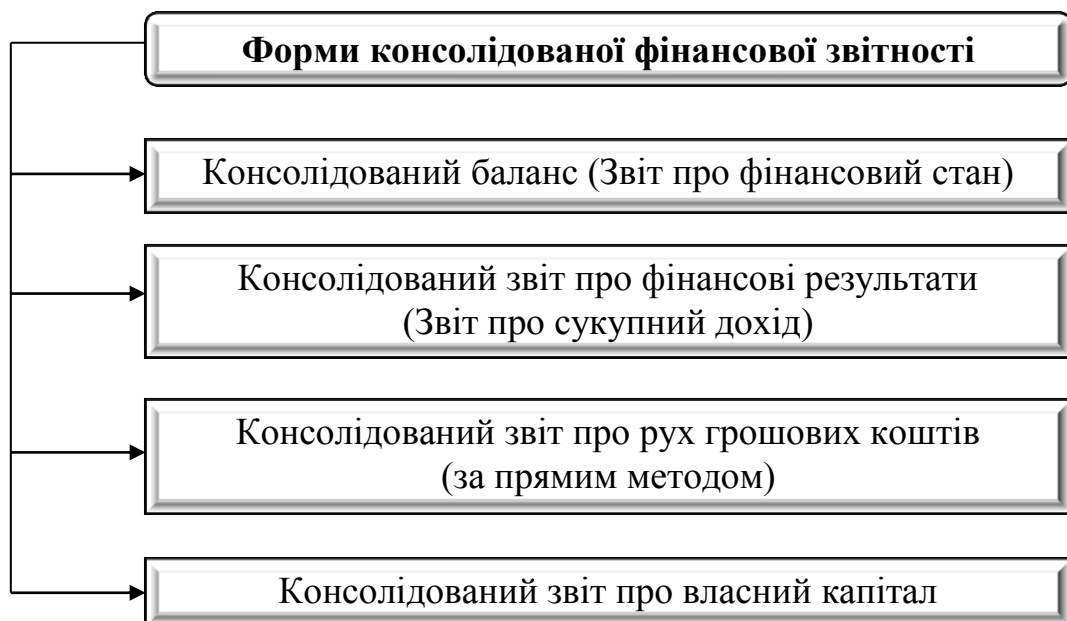 Форми консолідованої фінансової звітності
Консолідований баланс (Звіт про фінансовий стан)
Консолідований звіт про фінансові результати
(Звіт про сукупний дохід)
Консолідований звіт про рух грошових коштів
(за прямим методом)
Консолідований звіт про власний капітал